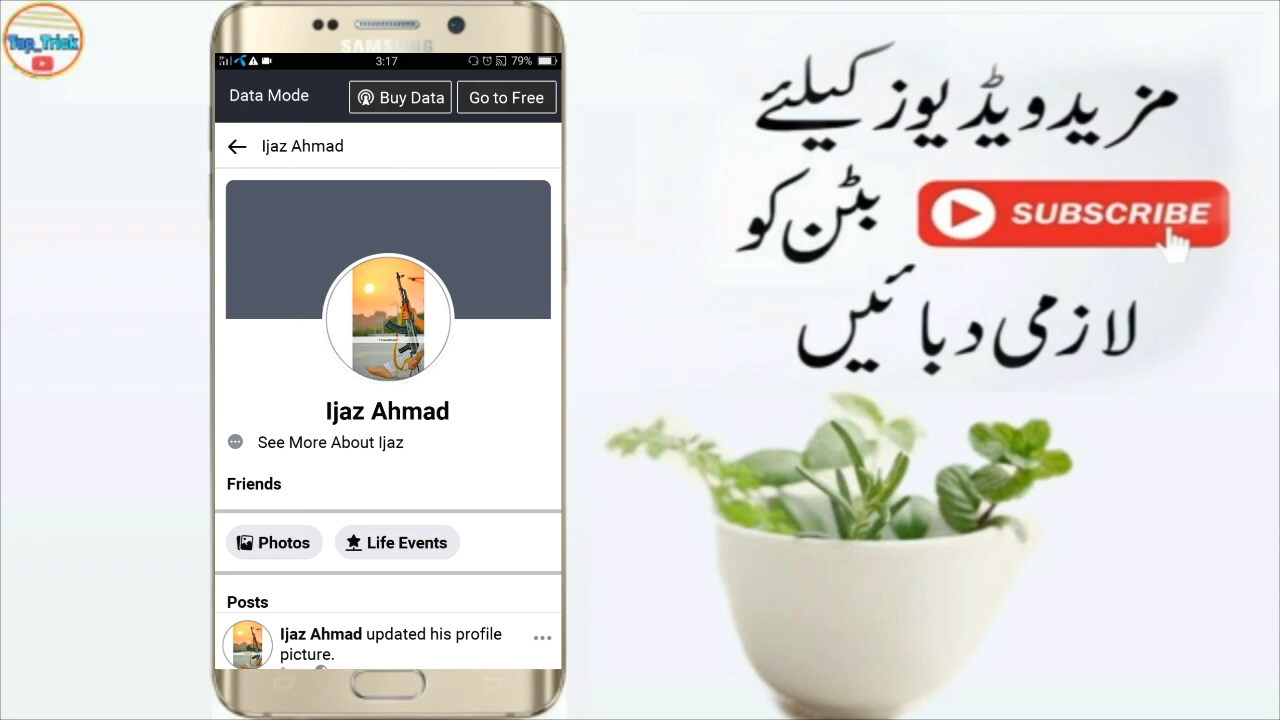 Top_Trick
SAMSUNG
3:17
79%
Data Mode
Buy Data
Go to Free
Ijaz Ahmad
Ijaz Ahmad
See More About Ijaz
Friends
Photos
Life Events
Posts
Ijaz Ahmad updated his profile
picture.
مزید ویڈیوز کیلئے
SUBSCRIBE بٹن کو
لازمی دبائیں